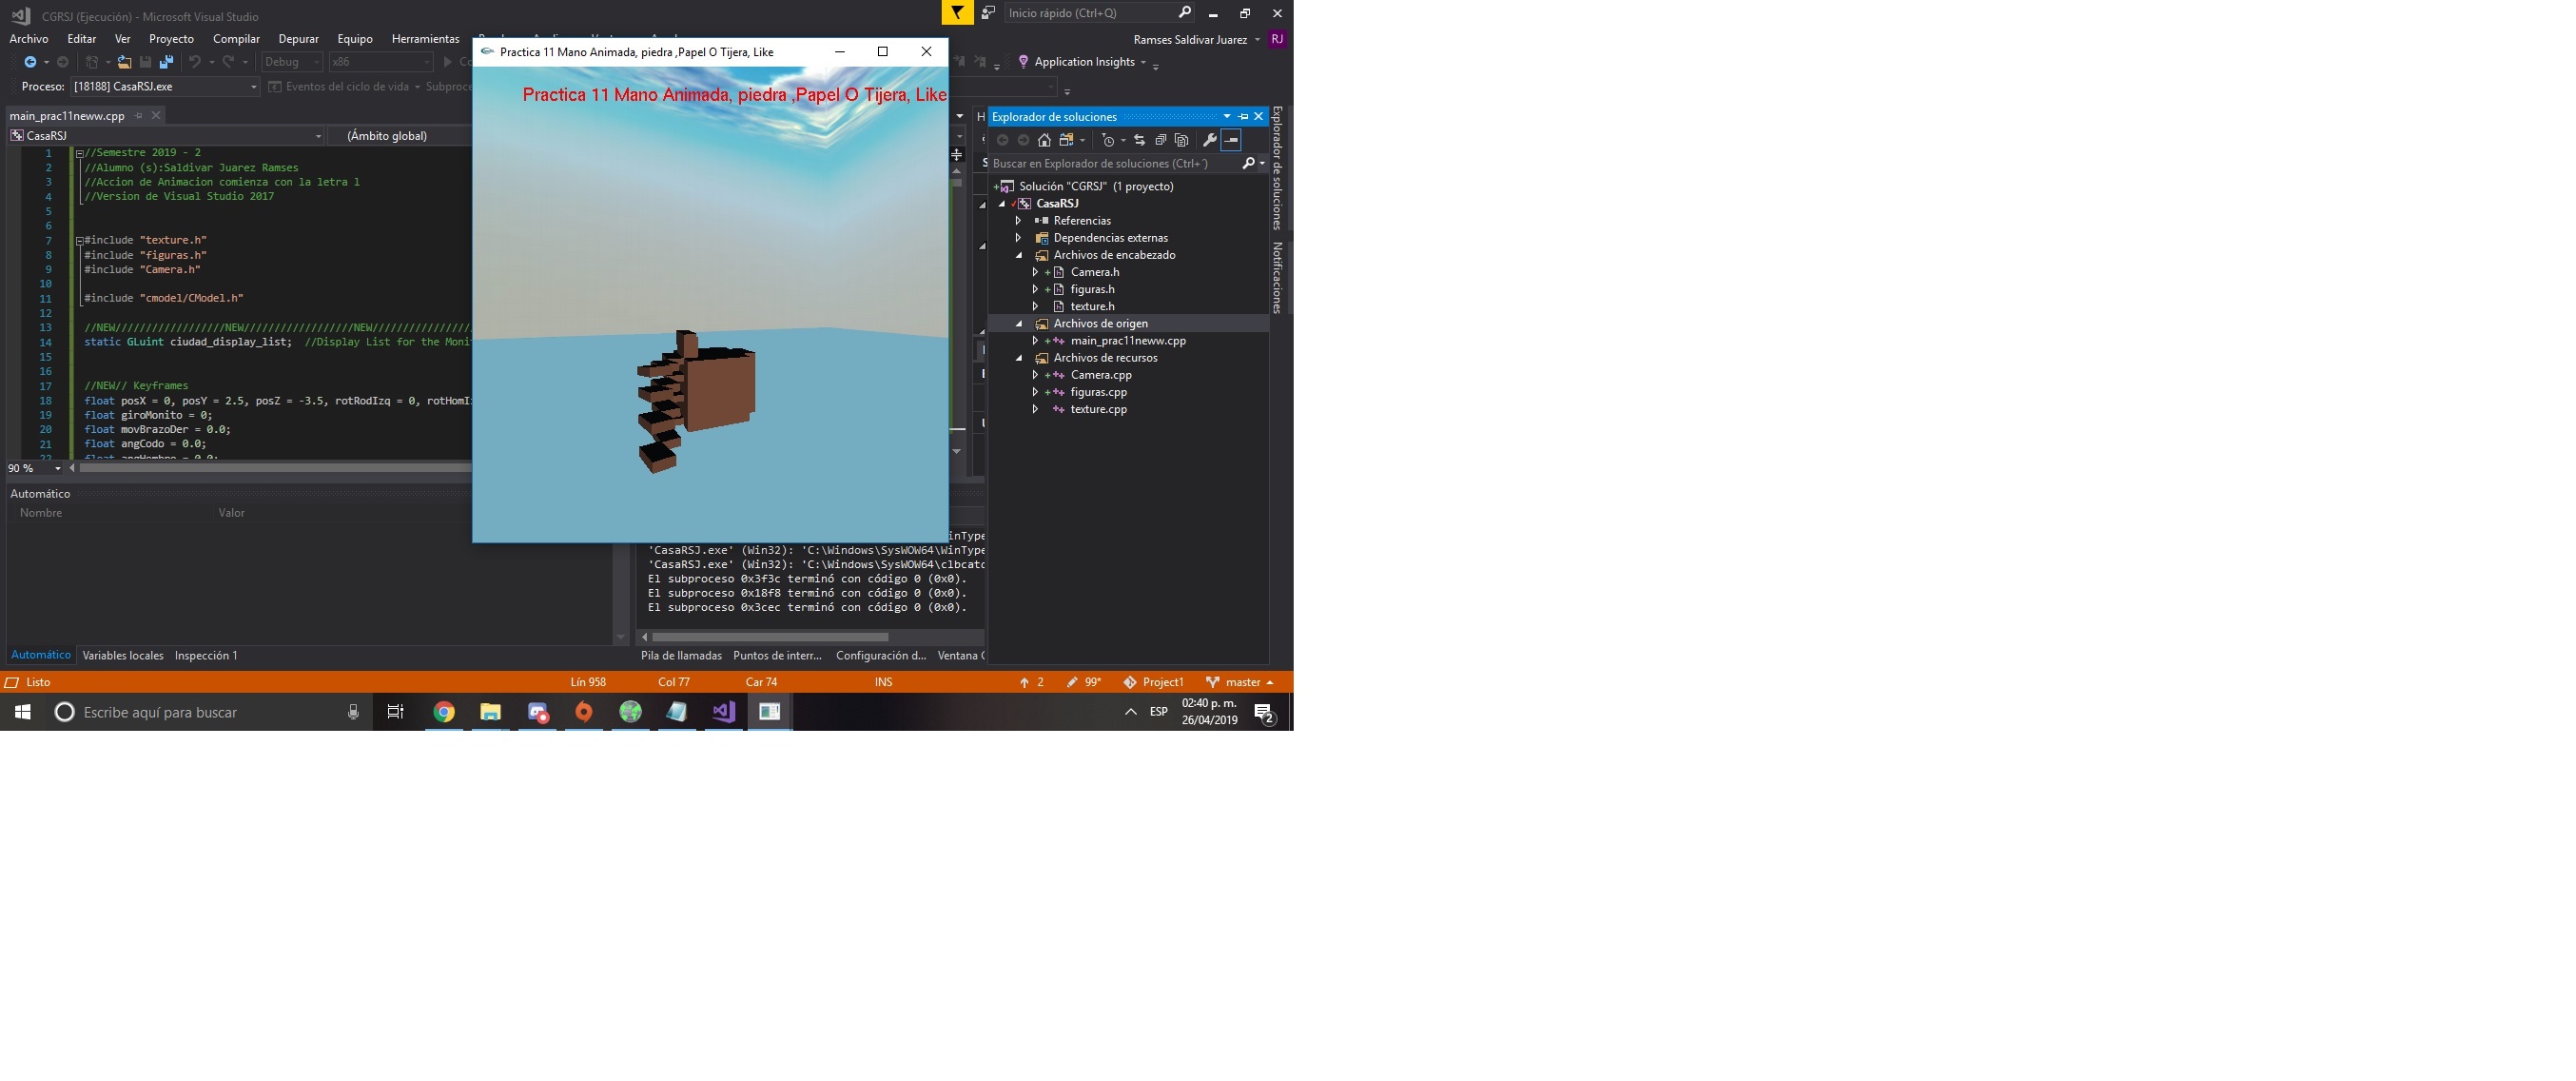 CGRSJ (Ejecución) - Microsoft Visual Studio
Inicio rápido (Ctrl+Q)
Archivo Editar Ver Proyecto Compilar Depurar Equipo Herramientas
Ramses Saldivar Juarez RJ
Debug x86
Application Insights
Proceso: [18188] CasaRSJ.exe Eventos del ciclo de vida
main_prac11neww.cpp
CasaRSJ (Ámbito global)
1 //Semestre 2019 - 2
2 //Alumno (s):Saldivar Juarez Ramses
3 //Accion de Animacion comienza con la letra l
4 //Version de Visual Studio 2017
5
6
7 #include "texture.h"
8 #include "figuras.h"
9 #include "Camera.h"
10
11 #include "cmodel/CModel.h"
12
13 //NEW//////////////////NEW//////////////////NEW/////////////////
14 static GLuint ciudad_display_list; //Display List for the Moni
15
16
17 //NEW// Keyframes
18 float posX = 0, posY = 2.5, posZ = -3.5, rotRodIzq = 0, rotHomI
19 float giroMonito = 0;
20 float movBrazoDer = 0.0;
21 float angCodo = 0.0;
90 %
Practica 11 Mano Animada, piedra ,Papel O Tijera, Like
Practica 11 Mano Animada, piedra ,Papel O Tijera, Like
Explorador de soluciones
Buscar en Explorador de soluciones (Ctrl+´)
Solución "CGRSJ" (1 proyecto)
CasaRSJ
Referencias
Dependencias externas
Archivos de encabezado
Camera.h
figuras.h
texture.h
Archivos de origen
main_prac11neww.cpp
Archivos de recursos
Camera.cpp
figuras.cpp
texture.cpp
Explorador de soluciones
Notificaciones
Automático
Nombre Valor
'CasaRSJ.exe' (Win32): 'C:\Windows\SysWOW64\WinType
'CasaRSJ.exe' (Win32): 'C:\Windows\SysWOW64\clbcatq
El subproceso 0x3f3c terminó con código 0 (0x0).
El subproceso 0x18f8 terminó con código 0 (0x0).
El subproceso 0x3cec terminó con código 0 (0x0).
Automático Variables locales Inspección 1
Pila de llamadas Puntos de interr... Configuración d... Ventana
Listo Lín 958 Col 77 Car 74 INS 2 99* Project1 master
Escribe aquí para buscar
ESP
02:40 p. m.
26/04/2019
2